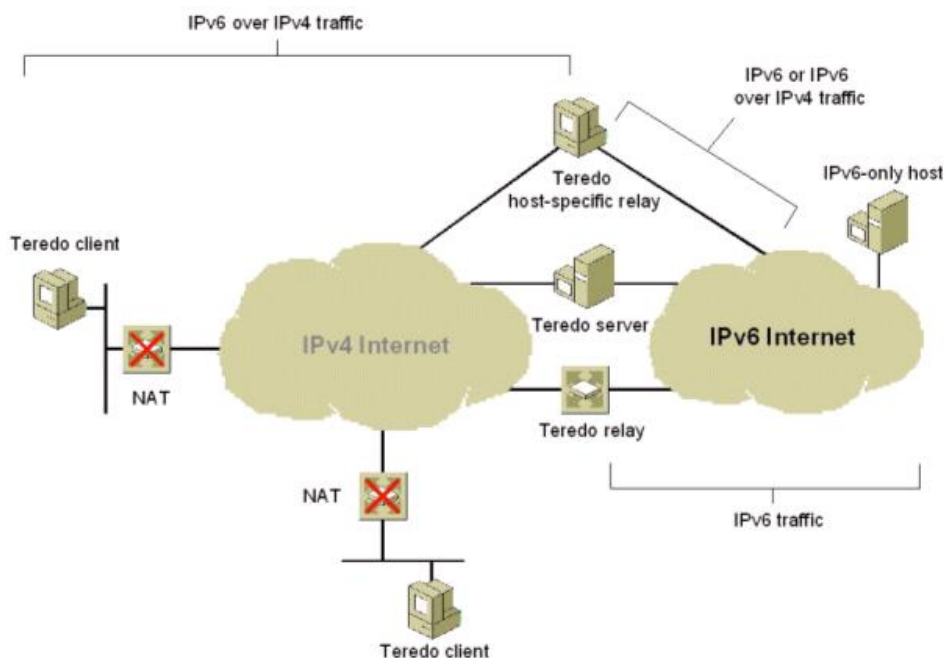 IPv6 over IPv4 traffic
IPv6 or IPv6
over IPv4 traffic
IPv6-only host
Teredo
host-specific relay
Teredo client
Teredo server
IPv4 Internet
IPv6 Internet
NAT
Teredo relay
NAT
IPv6 traffic
Teredo client